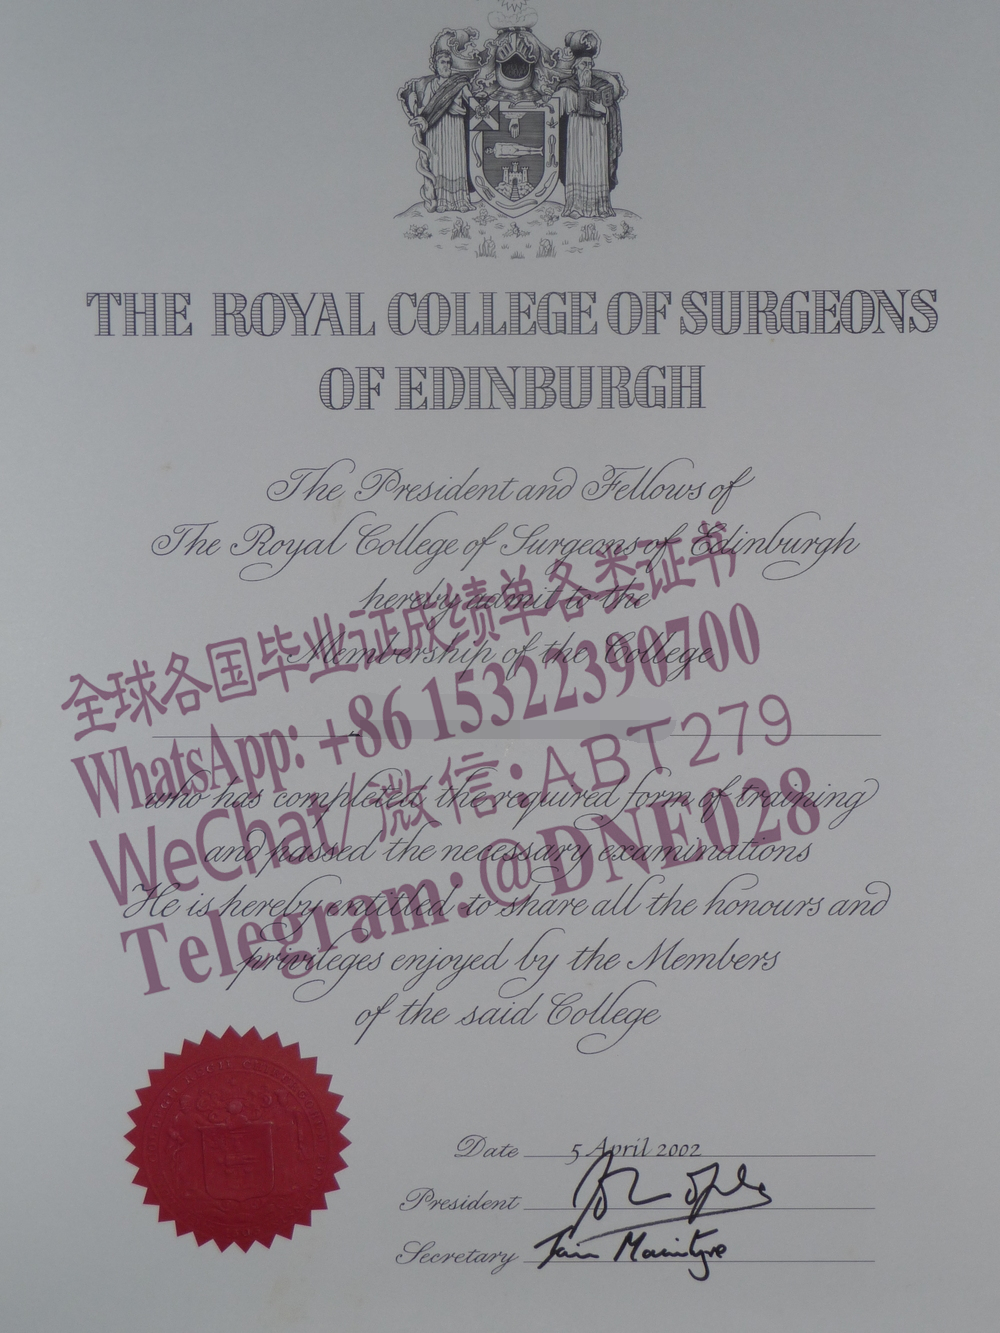 THE ROYAL COLLEGE OF SURGEONS
OF EDINBURGH
The President and Fellows of
The Royal College of Surgeons of Edinburgh
hereby admit to the
Membership of the College
全球各国毕业证成绩单各类证书
WhatsApp: +86 15322390700
WeChat/微信:ABT279
Telegram:@DNE028
who has completed the required form of training
and passed the necessary examinations
He is hereby entitled to share all the honours and
privileges enjoyed by the Members
of the said College
Date 5 April 2002
President
Secretary Iain Macintyre